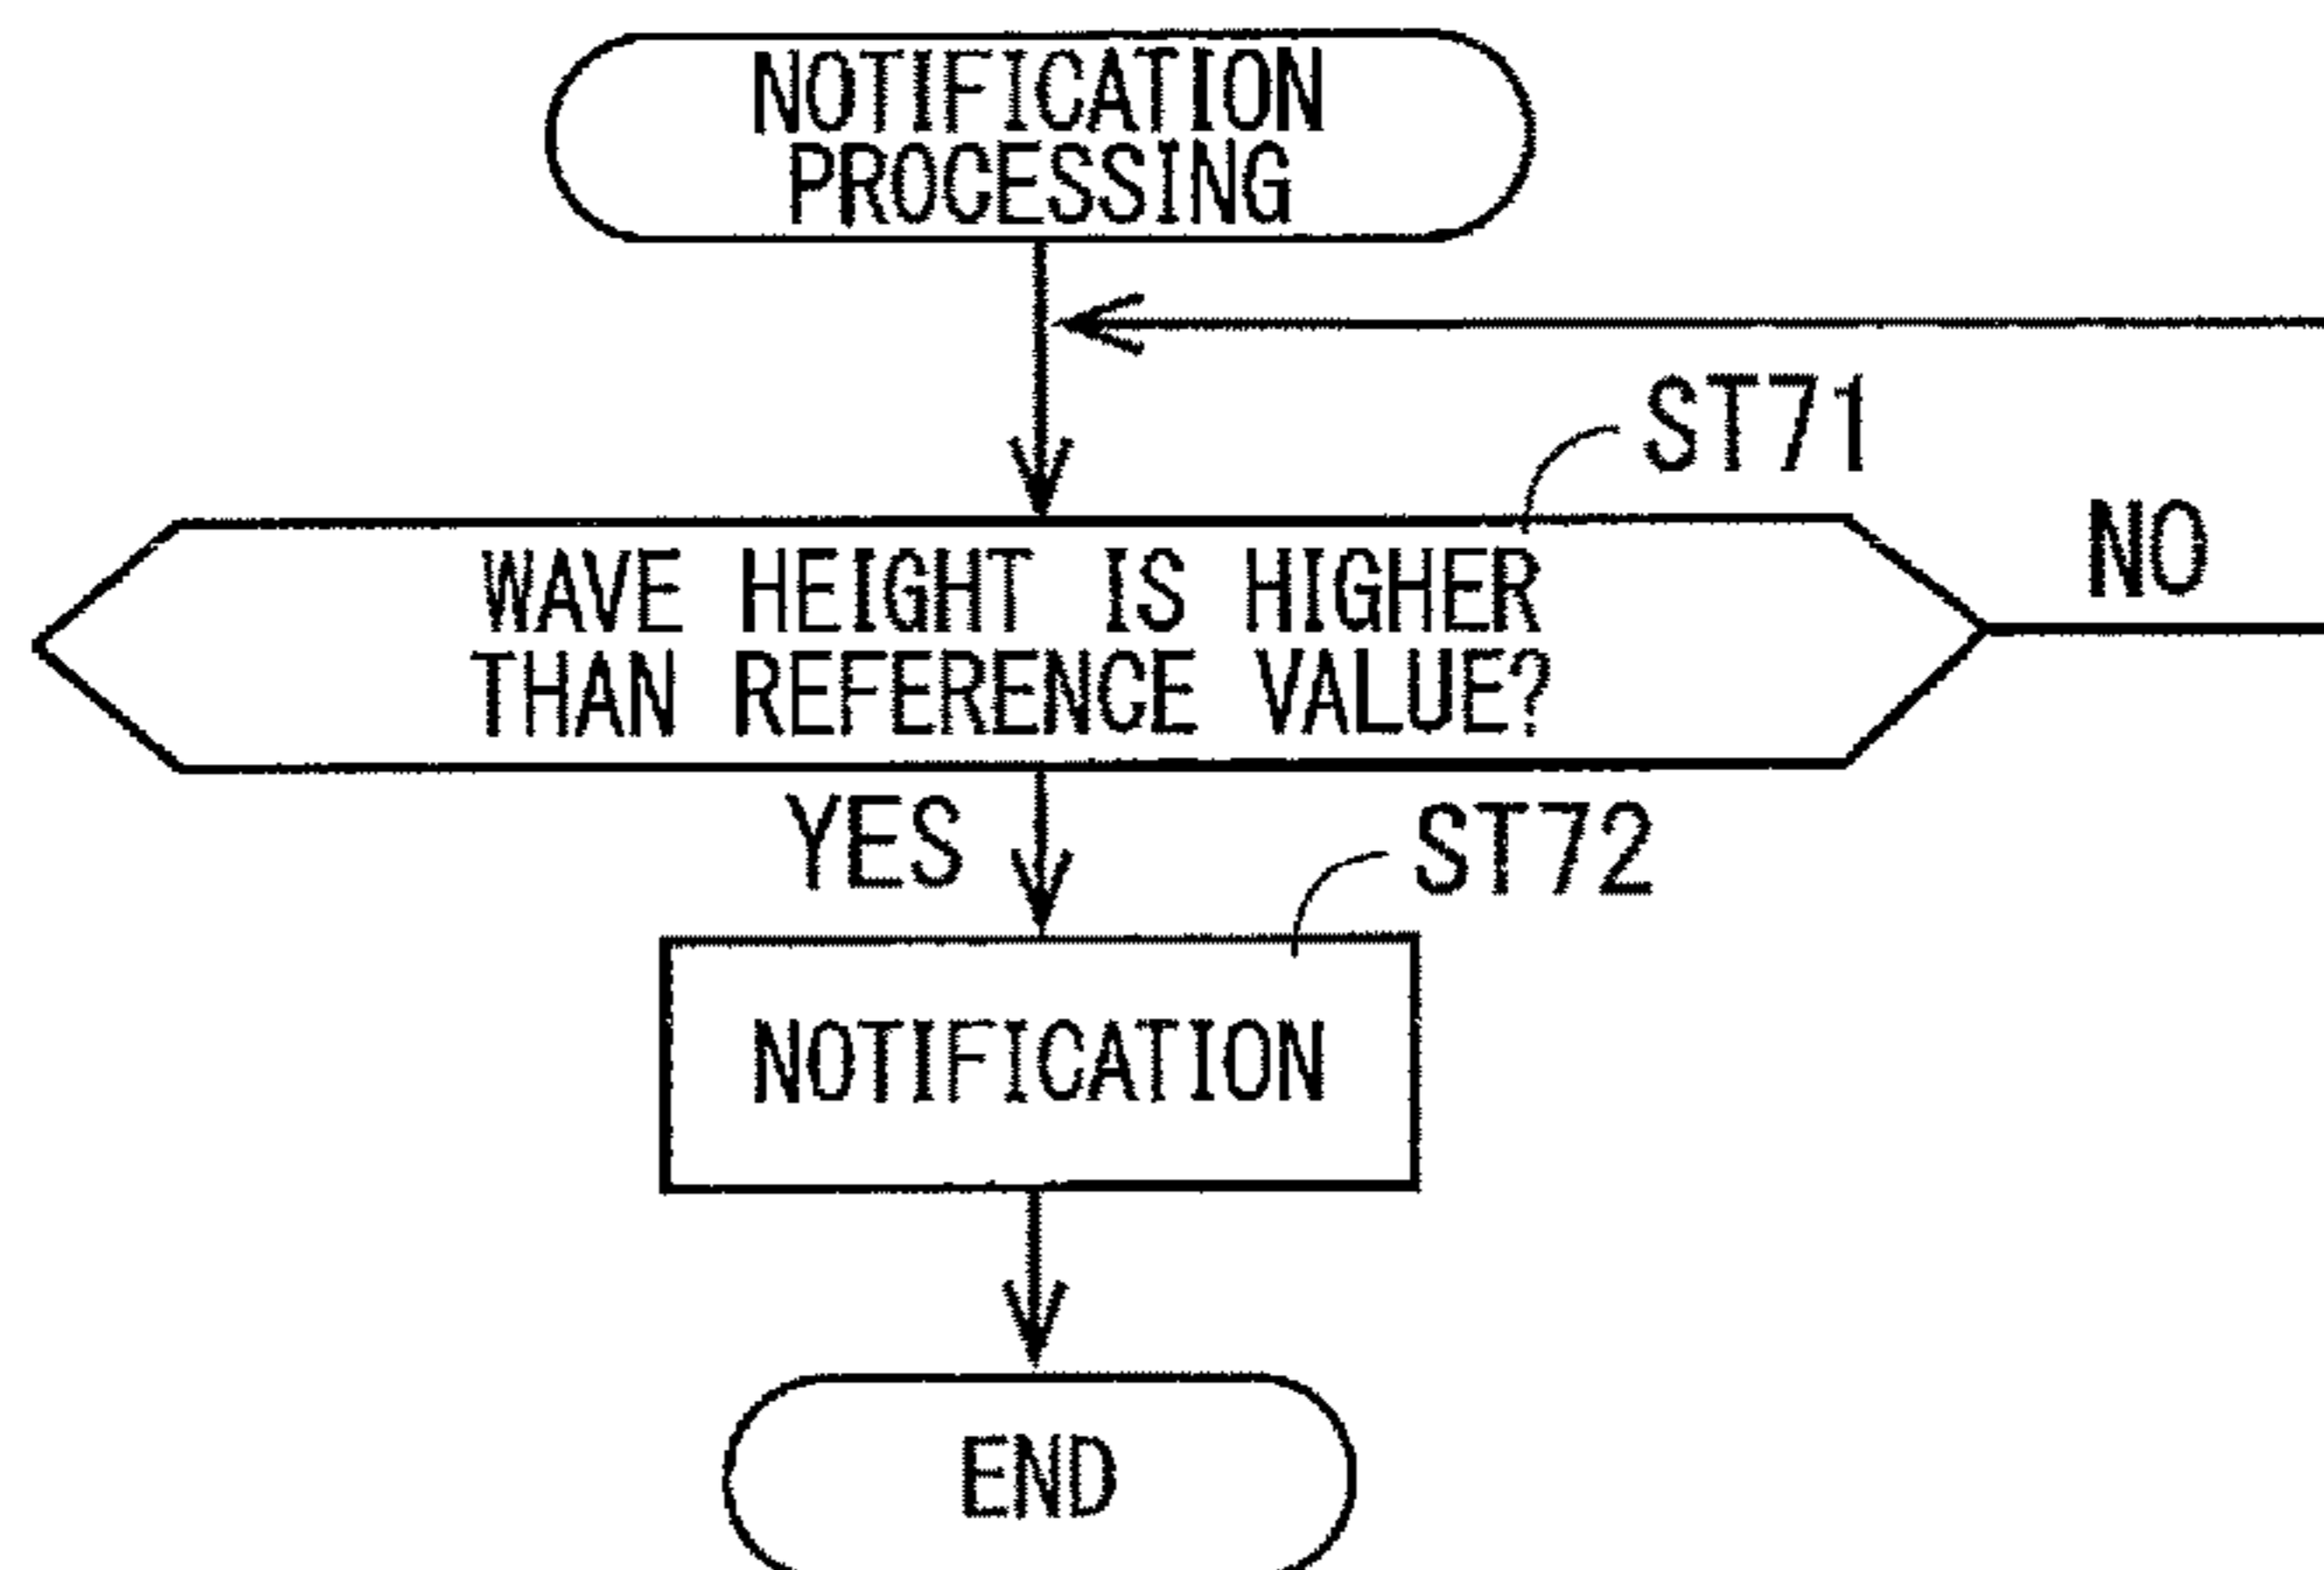 NOTIFICATION
PROCESSING
ST71
WAVE HEIGHT IS HIGHER
THAN REFERENCE VALUE?
NO
YES
ST72
NOTIFICATION
END